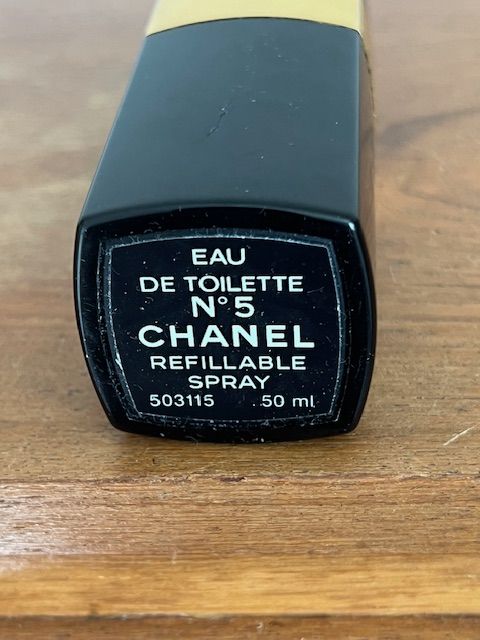 EAU
DE TOILETTE
N°5
CHANEL
REFILLABLE
SPRAY
503115 50 ml